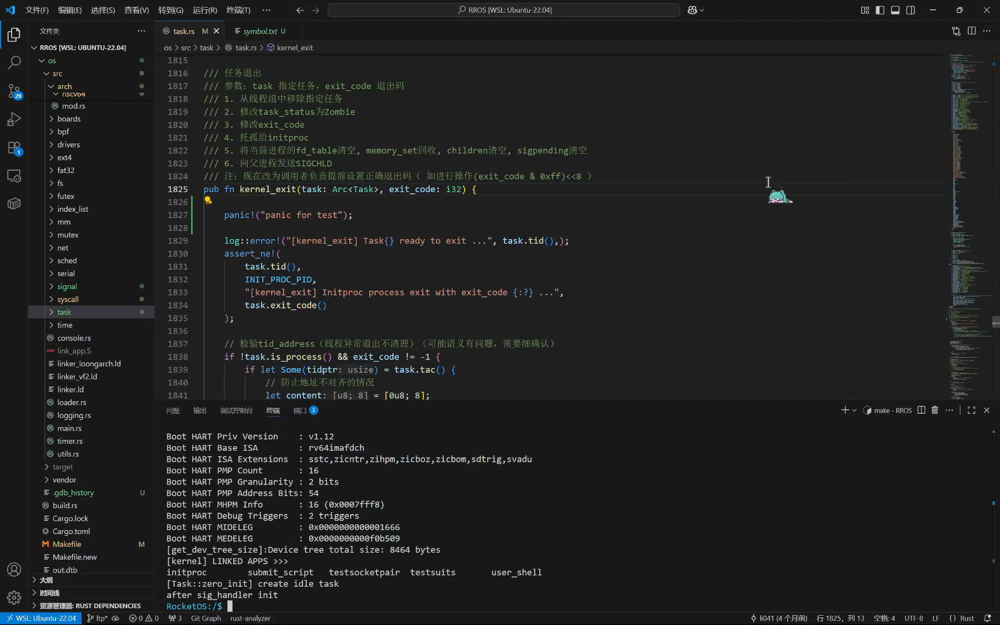 文件(F) 编辑(E) 选择(S) 查看(V) 转到(G) 运行(R) 终端(T) ···
RROS [WSL: Ubuntu-22.04]
文件夹
RROS [WSL: UBUNTU-22.04]
os
src
arch
riscv64
mod.rs
boards
bpf
drivers
ext4
fat32
fs
futex
index_list
mm
mutex
net
sched
serial
signal
syscall
task
time
console.rs
ASM link_app.S
linker_loongarch.ld
linker_vf2.ld
linker.ld
loader.rs
logging.rs
main.rs
timer.rs
utils.rs
target
vendor
.gdb_history U
build.rs
Cargo.lock
Cargo.toml
Makefile M
Makefile.new
out.dtb
大纲
时间线
资源管理器: RUST DEPENDENCIES
29
1
task.rs M
symbol.txt U
os > src > task > task.rs > kernel_exit
1815
1816 /// 任务退出
1817 /// 参数: task 指定任务, exit_code 退出码
1818 /// 1. 从线程组中移除指定任务
1819 /// 2. 修改task_status为Zombie
1820 /// 3. 修改exit_code
1821 /// 4. 托孤给initproc
1822 /// 5. 将当前进程的fd_table清空, memory_set回收, children清空, sigpending清空
1823 /// 6. 向父进程发送SIGCHLD
1824 /// 注: 现在改为调用者负责提前设置正确退出码（ 如进行操作(exit_code & 0xff)<<8 ）
1825 pub fn kernel_exit(task: Arc<Task>, exit_code: i32) {
1826
1827 panic!("panic for test");
1828
1829 log::error!("[kernel_exit] Task{} ready to exit ...", task.tid(),);
1830 assert_ne!(
1831 task.tid(),
1832 INIT_PROC_PID,
1833 "[kernel_exit] Initproc process exit with exit_code {:?} ...",
1834 task.exit_code()
1835 );
1836
1837 // 检验tid_address（线程异常退出不清理）（可能语义有问题，需要细确认）
1838 if !task.is_process() && exit_code != -1 {
1839 if let Some(tidptr: usize) = task.tac() {
1840 // 防止地址不对齐的情况
1841 let content: [u8; 8] = [0u8; 8];
问题 输出 调试控制台 终端 端口 3
make - RROS
Boot HART Priv Version : v1.12
Boot HART Base ISA : rv64imafdch
Boot HART ISA Extensions : sstc,zicntr,zihpm,zicboz,zicbom,sdtrig,svadu
Boot HART PMP Count : 16
Boot HART PMP Granularity : 2 bits
Boot HART PMP Address Bits: 54
Boot HART MHPM Info : 16 (0x0007fff8)
Boot HART Debug Triggers : 2 triggers
Boot HART MIDELEG : 0x0000000000001666
Boot HART MEDELEG : 0x0000000000f0b509
[get_dev_tree_size]:Device tree total size: 8464 bytes
[kernel] LINKED APPS >>>
initproc submit_script testsocketpair testsuits user_shell
[Task::zero_init] create idle task
after sig_handler init
RocketOS:/$
WSL: Ubuntu-22.04 ltp* 0 0 3 Git Graph rust-analyzer li041 (4 个月前) 行 1825，列 13 空格: 4 UTF-8 LF {} Rust